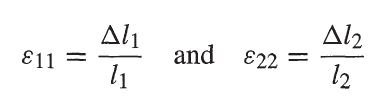 ε₁₁ = Δl₁/l₁ and ε₂₂ = Δl₂/l₂